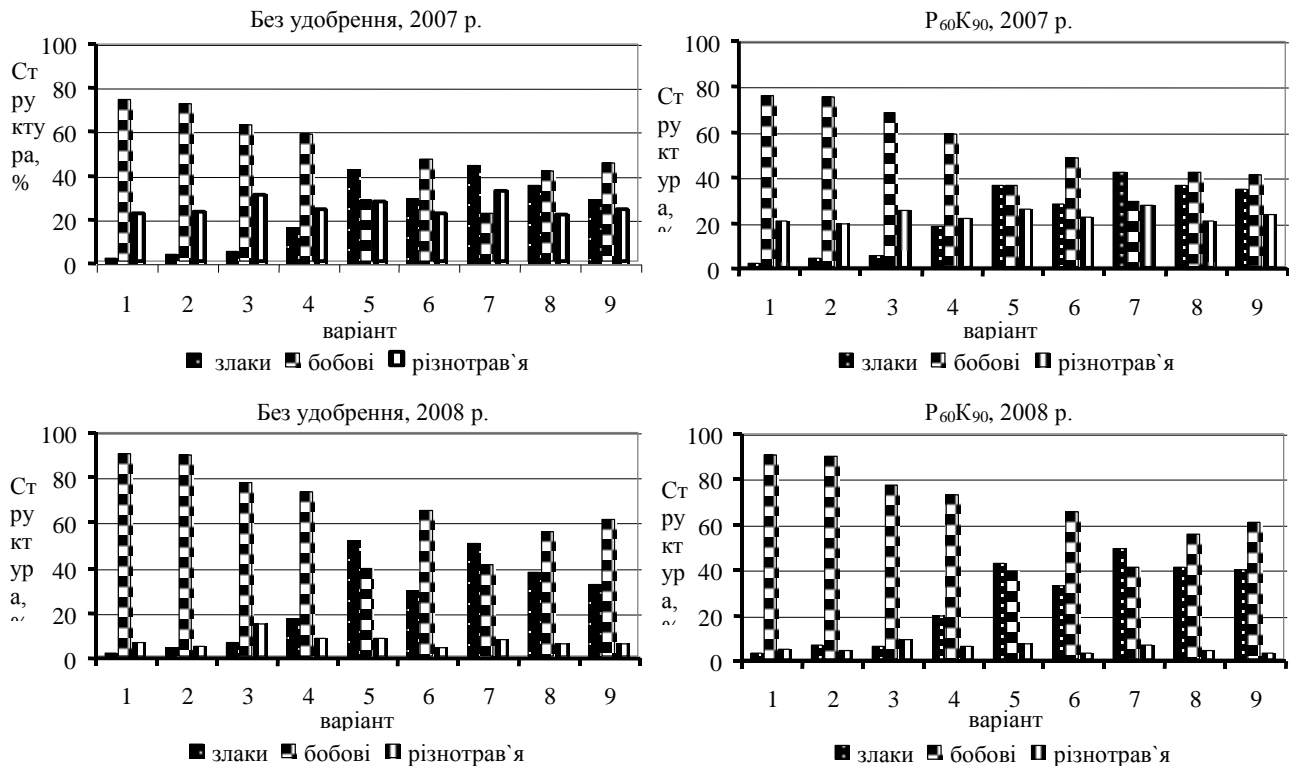 Без удобрення, 2007 р.
Ст
ру
кту
ра,
%
100
80
60
40
20
0
1 2 3 4 5 6 7 8 9
варіант
злаки бобові різнотрав`я
P₆₀K₉₀, 2007 р.
Ст
ру
кт
ур
а,
%
100
80
60
40
20
0
1 2 3 4 5 6 7 8 9
варіант
злаки бобові різнотрав`я
Без удобрення, 2008 р.
Ст
ру
кт
ур
а,
%
100
80
60
40
20
0
1 2 3 4 5 6 7 8 9
варіант
злаки бобові різнотрав`я
P₆₀K₉₀, 2008 р.
Ст
ру
кт
ур
а,
%
100
80
60
40
20
0
1 2 3 4 5 6 7 8 9
варіант
злаки бобові різнотрав`я